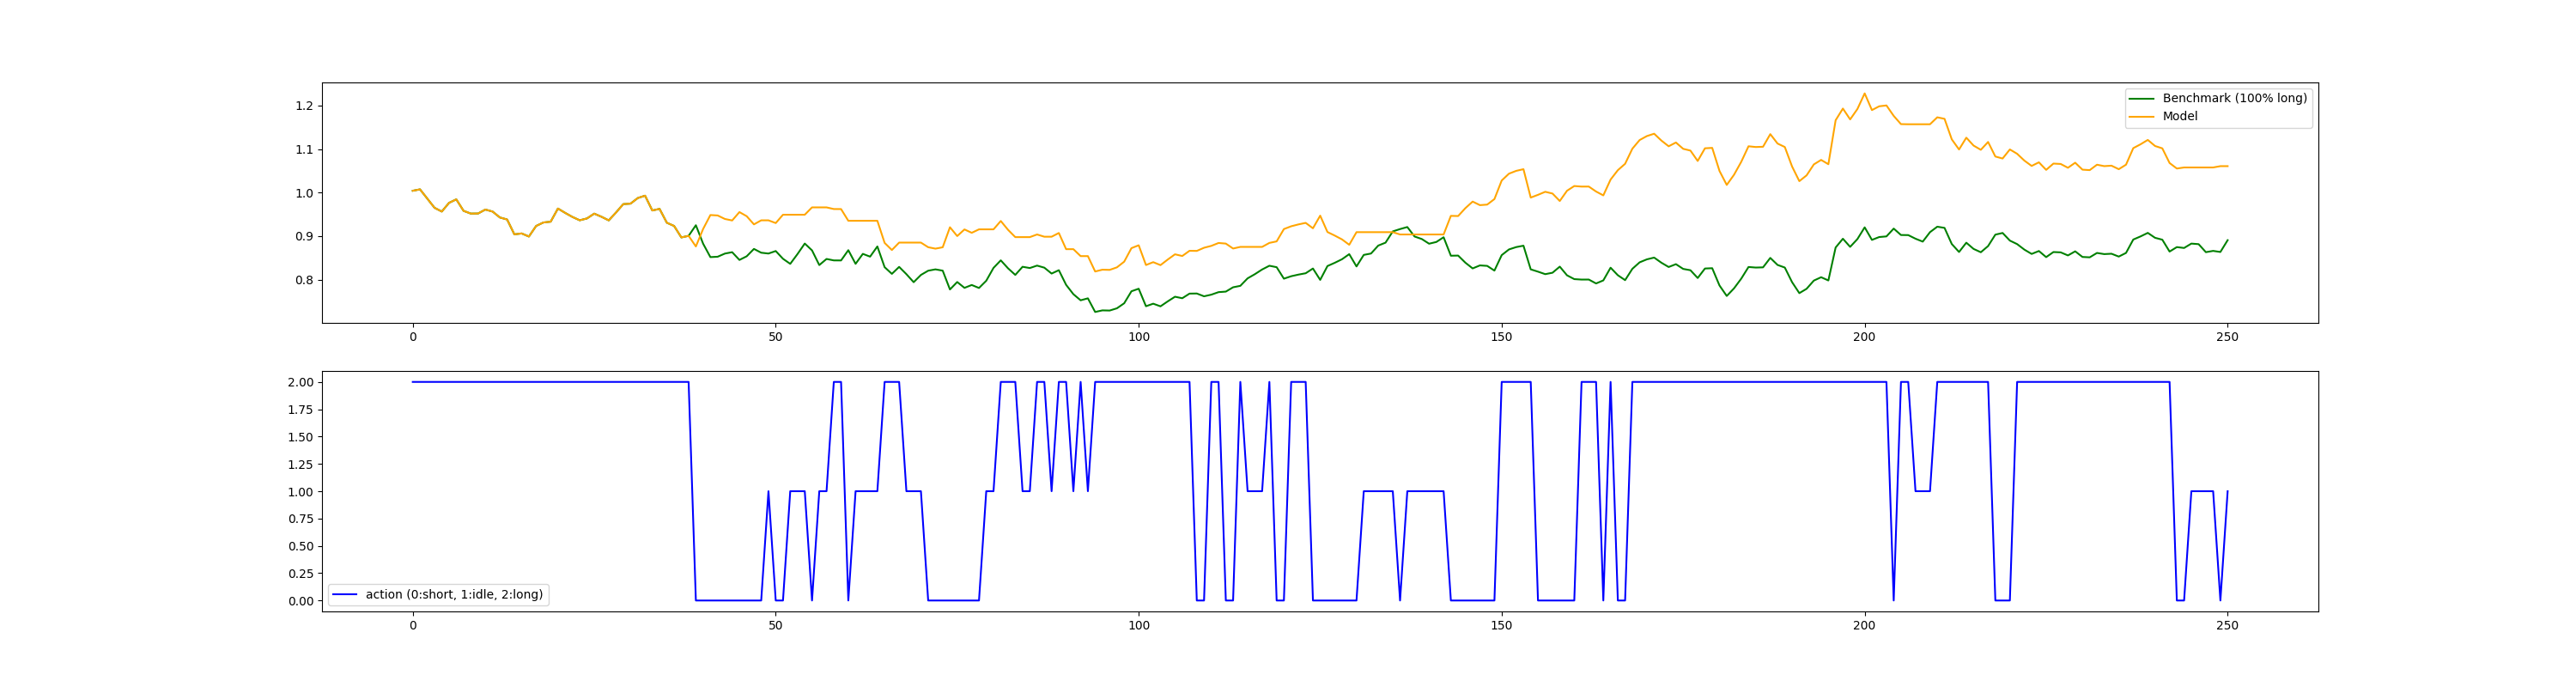 1.2
1.1
1.0
0.9
0.8
Benchmark (100% long)
Model
0 50 100 150 200 250
2.00
1.75
1.50
1.25
1.00
0.75
0.50
0.25
0.00
action (0:short, 1:idle, 2:long)
0 50 100 150 200 250